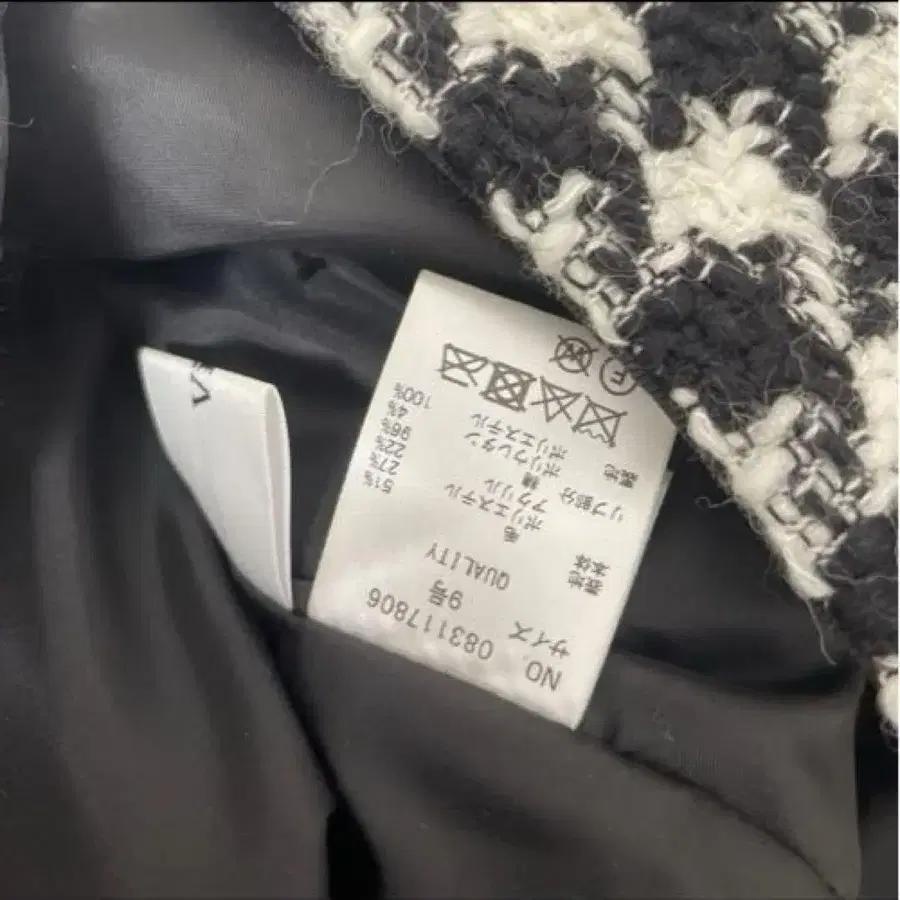 NO. 083117806
サイズ 9号
QUALITY
表地
本体 毛 51%
ポリエステル 27%
アクリル 22%
リブ部分 綿 96%
ポリウレタン 4%
裏地 ポリエステル 100%
F W